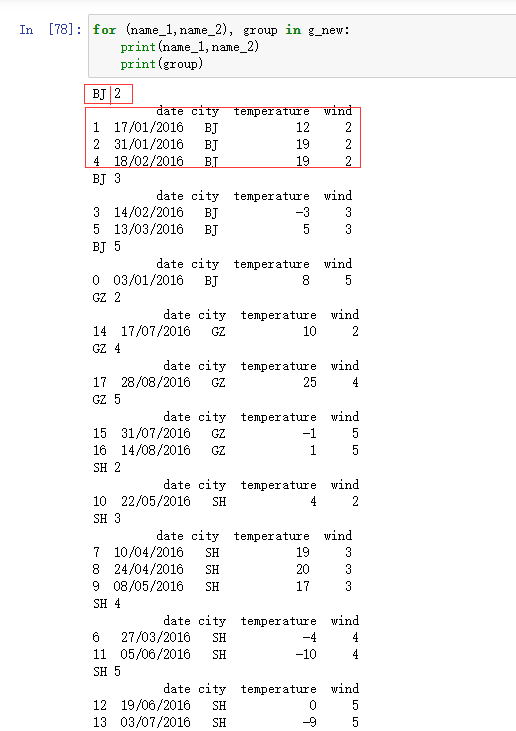 In [78]: for (name_1,name_2), group in g_new:
print(name_1,name_2)
print(group)
BJ 2
date city temperature wind
1 17/01/2016 BJ 12 2
2 31/01/2016 BJ 19 2
4 18/02/2016 BJ 19 2
BJ 3
date city temperature wind
3 14/02/2016 BJ -3 3
5 13/03/2016 BJ 5 3
BJ 5
date city temperature wind
0 03/01/2016 BJ 8 5
GZ 2
date city temperature wind
14 17/07/2016 GZ 10 2
GZ 4
date city temperature wind
17 28/08/2016 GZ 25 4
GZ 5
date city temperature wind
15 31/07/2016 GZ -1 5
16 14/08/2016 GZ 1 5
SH 2
date city temperature wind
10 22/05/2016 SH 4 2
SH 3
date city temperature wind
7 10/04/2016 SH 19 3
8 24/04/2016 SH 20 3
9 08/05/2016 SH 17 3
SH 4
date city temperature wind
6 27/03/2016 SH -4 4
11 05/06/2016 SH -10 4
SH 5
date city temperature wind
12 19/06/2016 SH 0 5
13 03/07/2016 SH -9 5